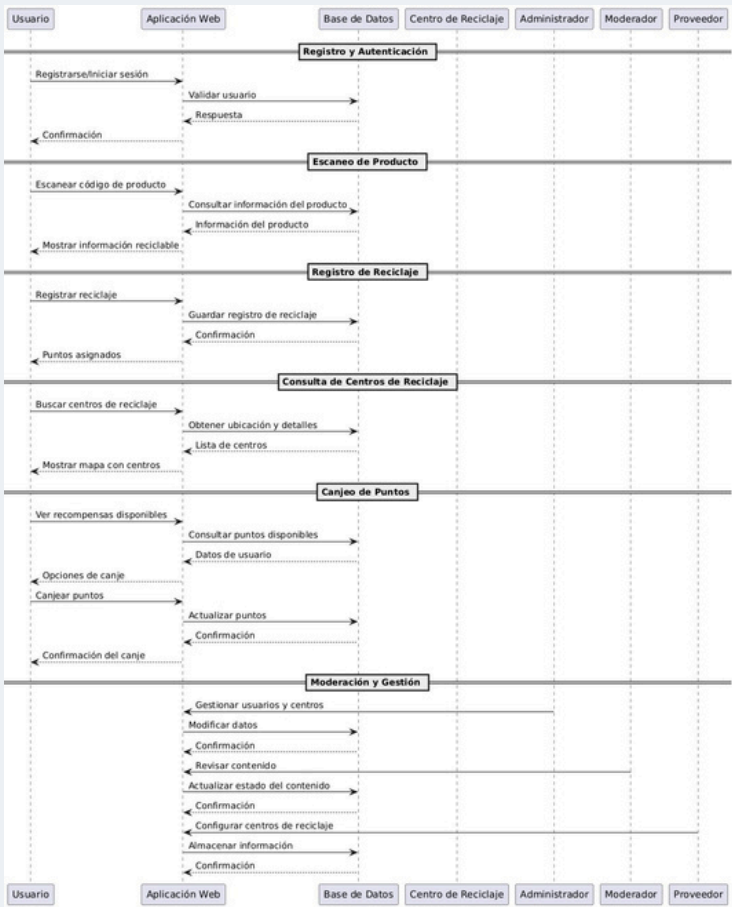 Usuario
Aplicación Web
Base de Datos
Centro de Reciclaje
Administrador
Moderador
Proveedor
Registro y Autenticación
Registrarse/Iniciar sesión
Validar usuario
Respuesta
Confirmación
Escaneo de Producto
Escanear código de producto
Consultar información del producto
Información del producto
Mostrar información reciclable
Registro de Reciclaje
Registrar reciclaje
Guardar registro de reciclaje
Confirmación
Puntos asignados
Consulta de Centros de Reciclaje
Buscar centros de reciclaje
Obtener ubicación y detalles
Lista de centros
Mostrar mapa con centros
Canjeo de Puntos
Ver recompensas disponibles
Consultar puntos disponibles
Datos de usuario
Opciones de canje
Canjear puntos
Actualizar puntos
Confirmación
Confirmación del canje
Moderación y Gestión
Gestionar usuarios y centros
Modificar datos
Confirmación
Revisar contenido
Actualizar estado del contenido
Confirmación
Configurar centros de reciclaje
Almacenar información
Confirmación
Usuario
Aplicación Web
Base de Datos
Centro de Reciclaje
Administrador
Moderador
Proveedor